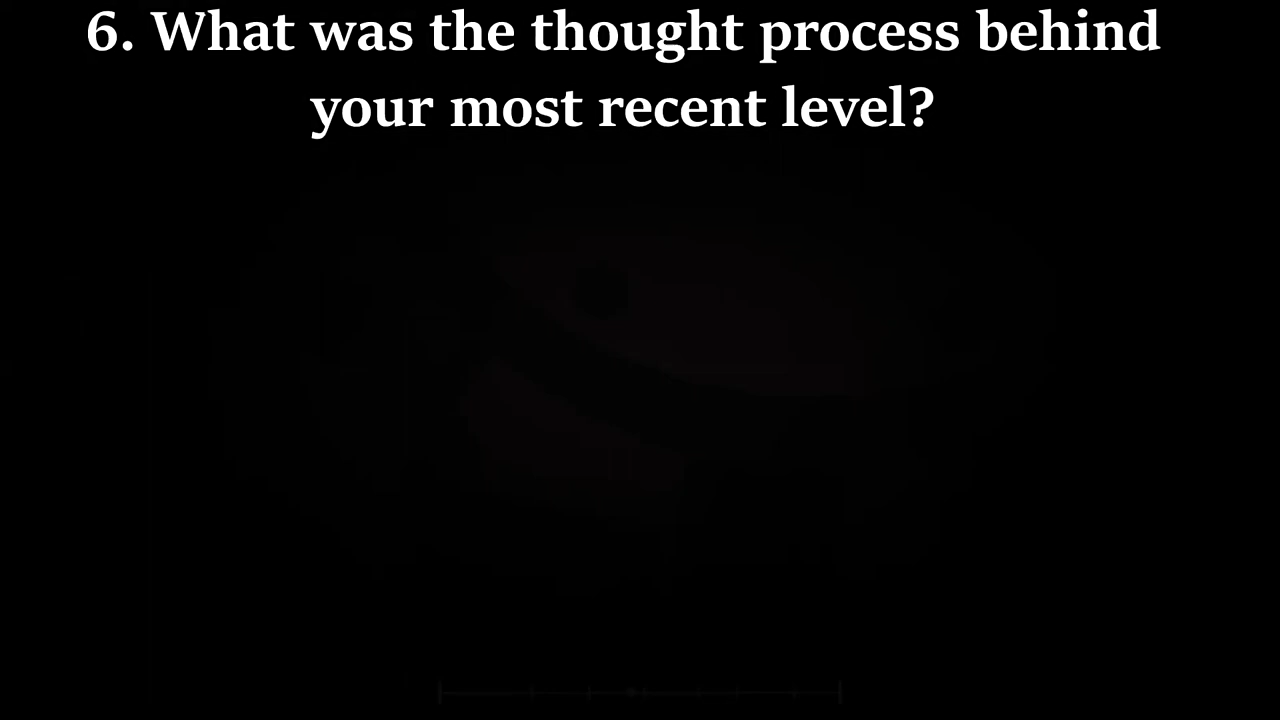 6. What was the thought process behind
your most recent level?